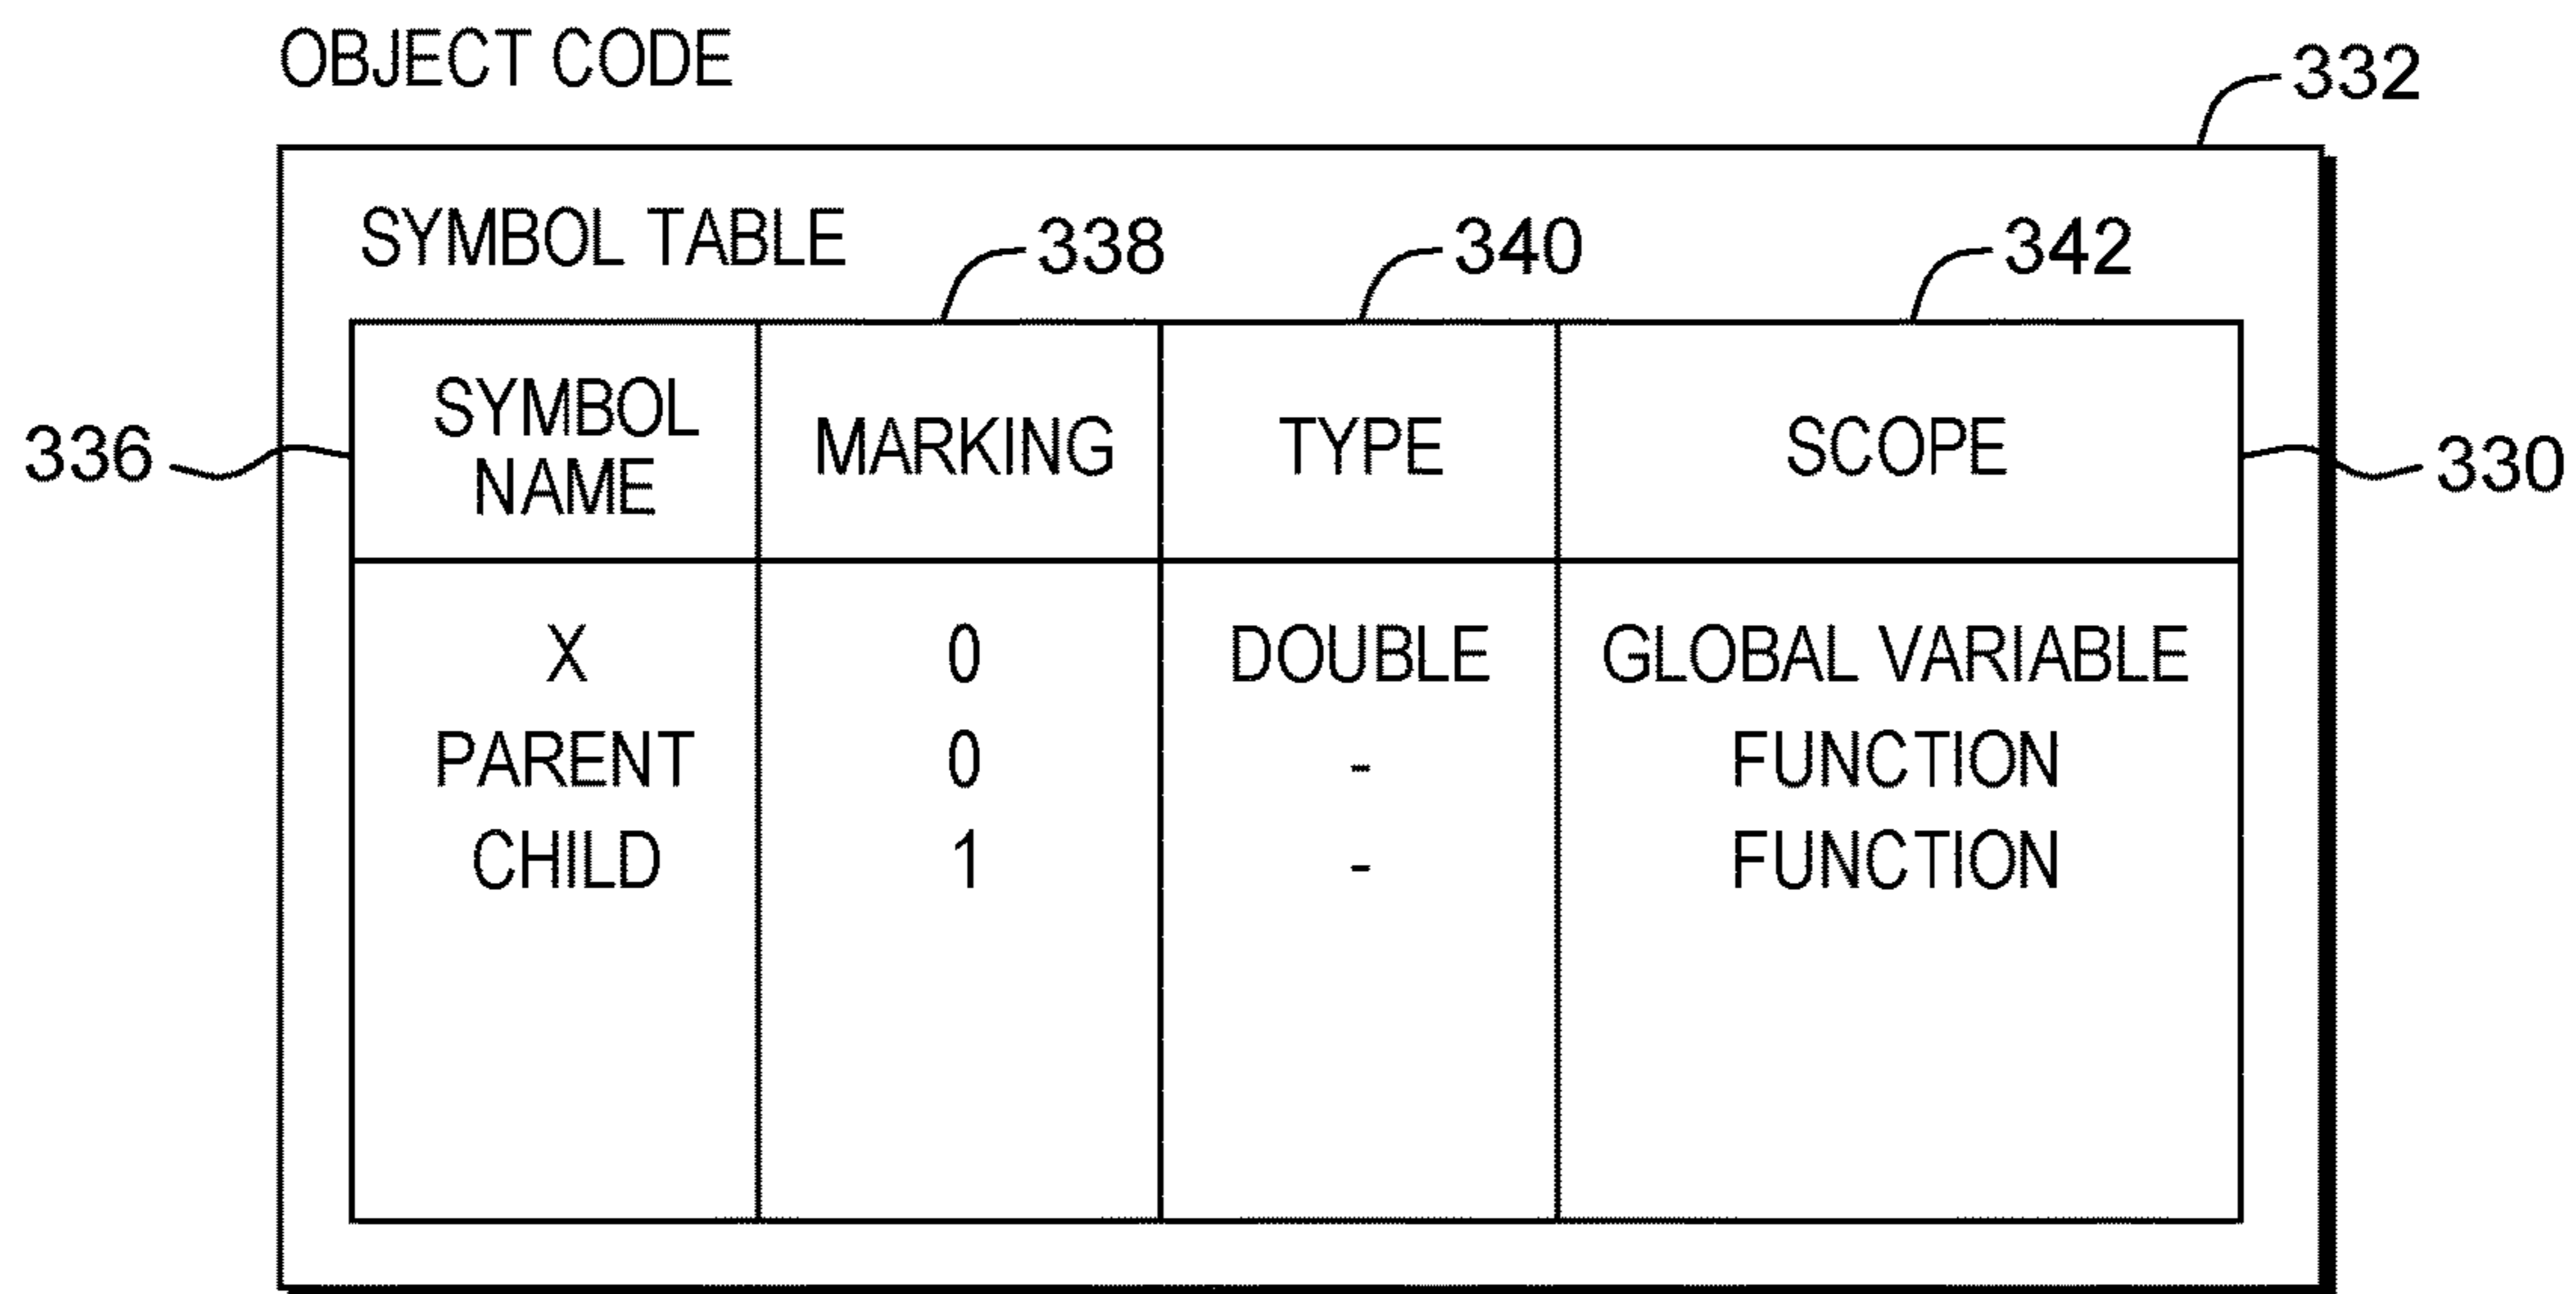 OBJECT CODE
332
SYMBOL TABLE
338
340
342
336
SYMBOL NAME
MARKING
TYPE
SCOPE
330
X 0 DOUBLE GLOBAL VARIABLE
PARENT 0 - FUNCTION
CHILD 1 - FUNCTION